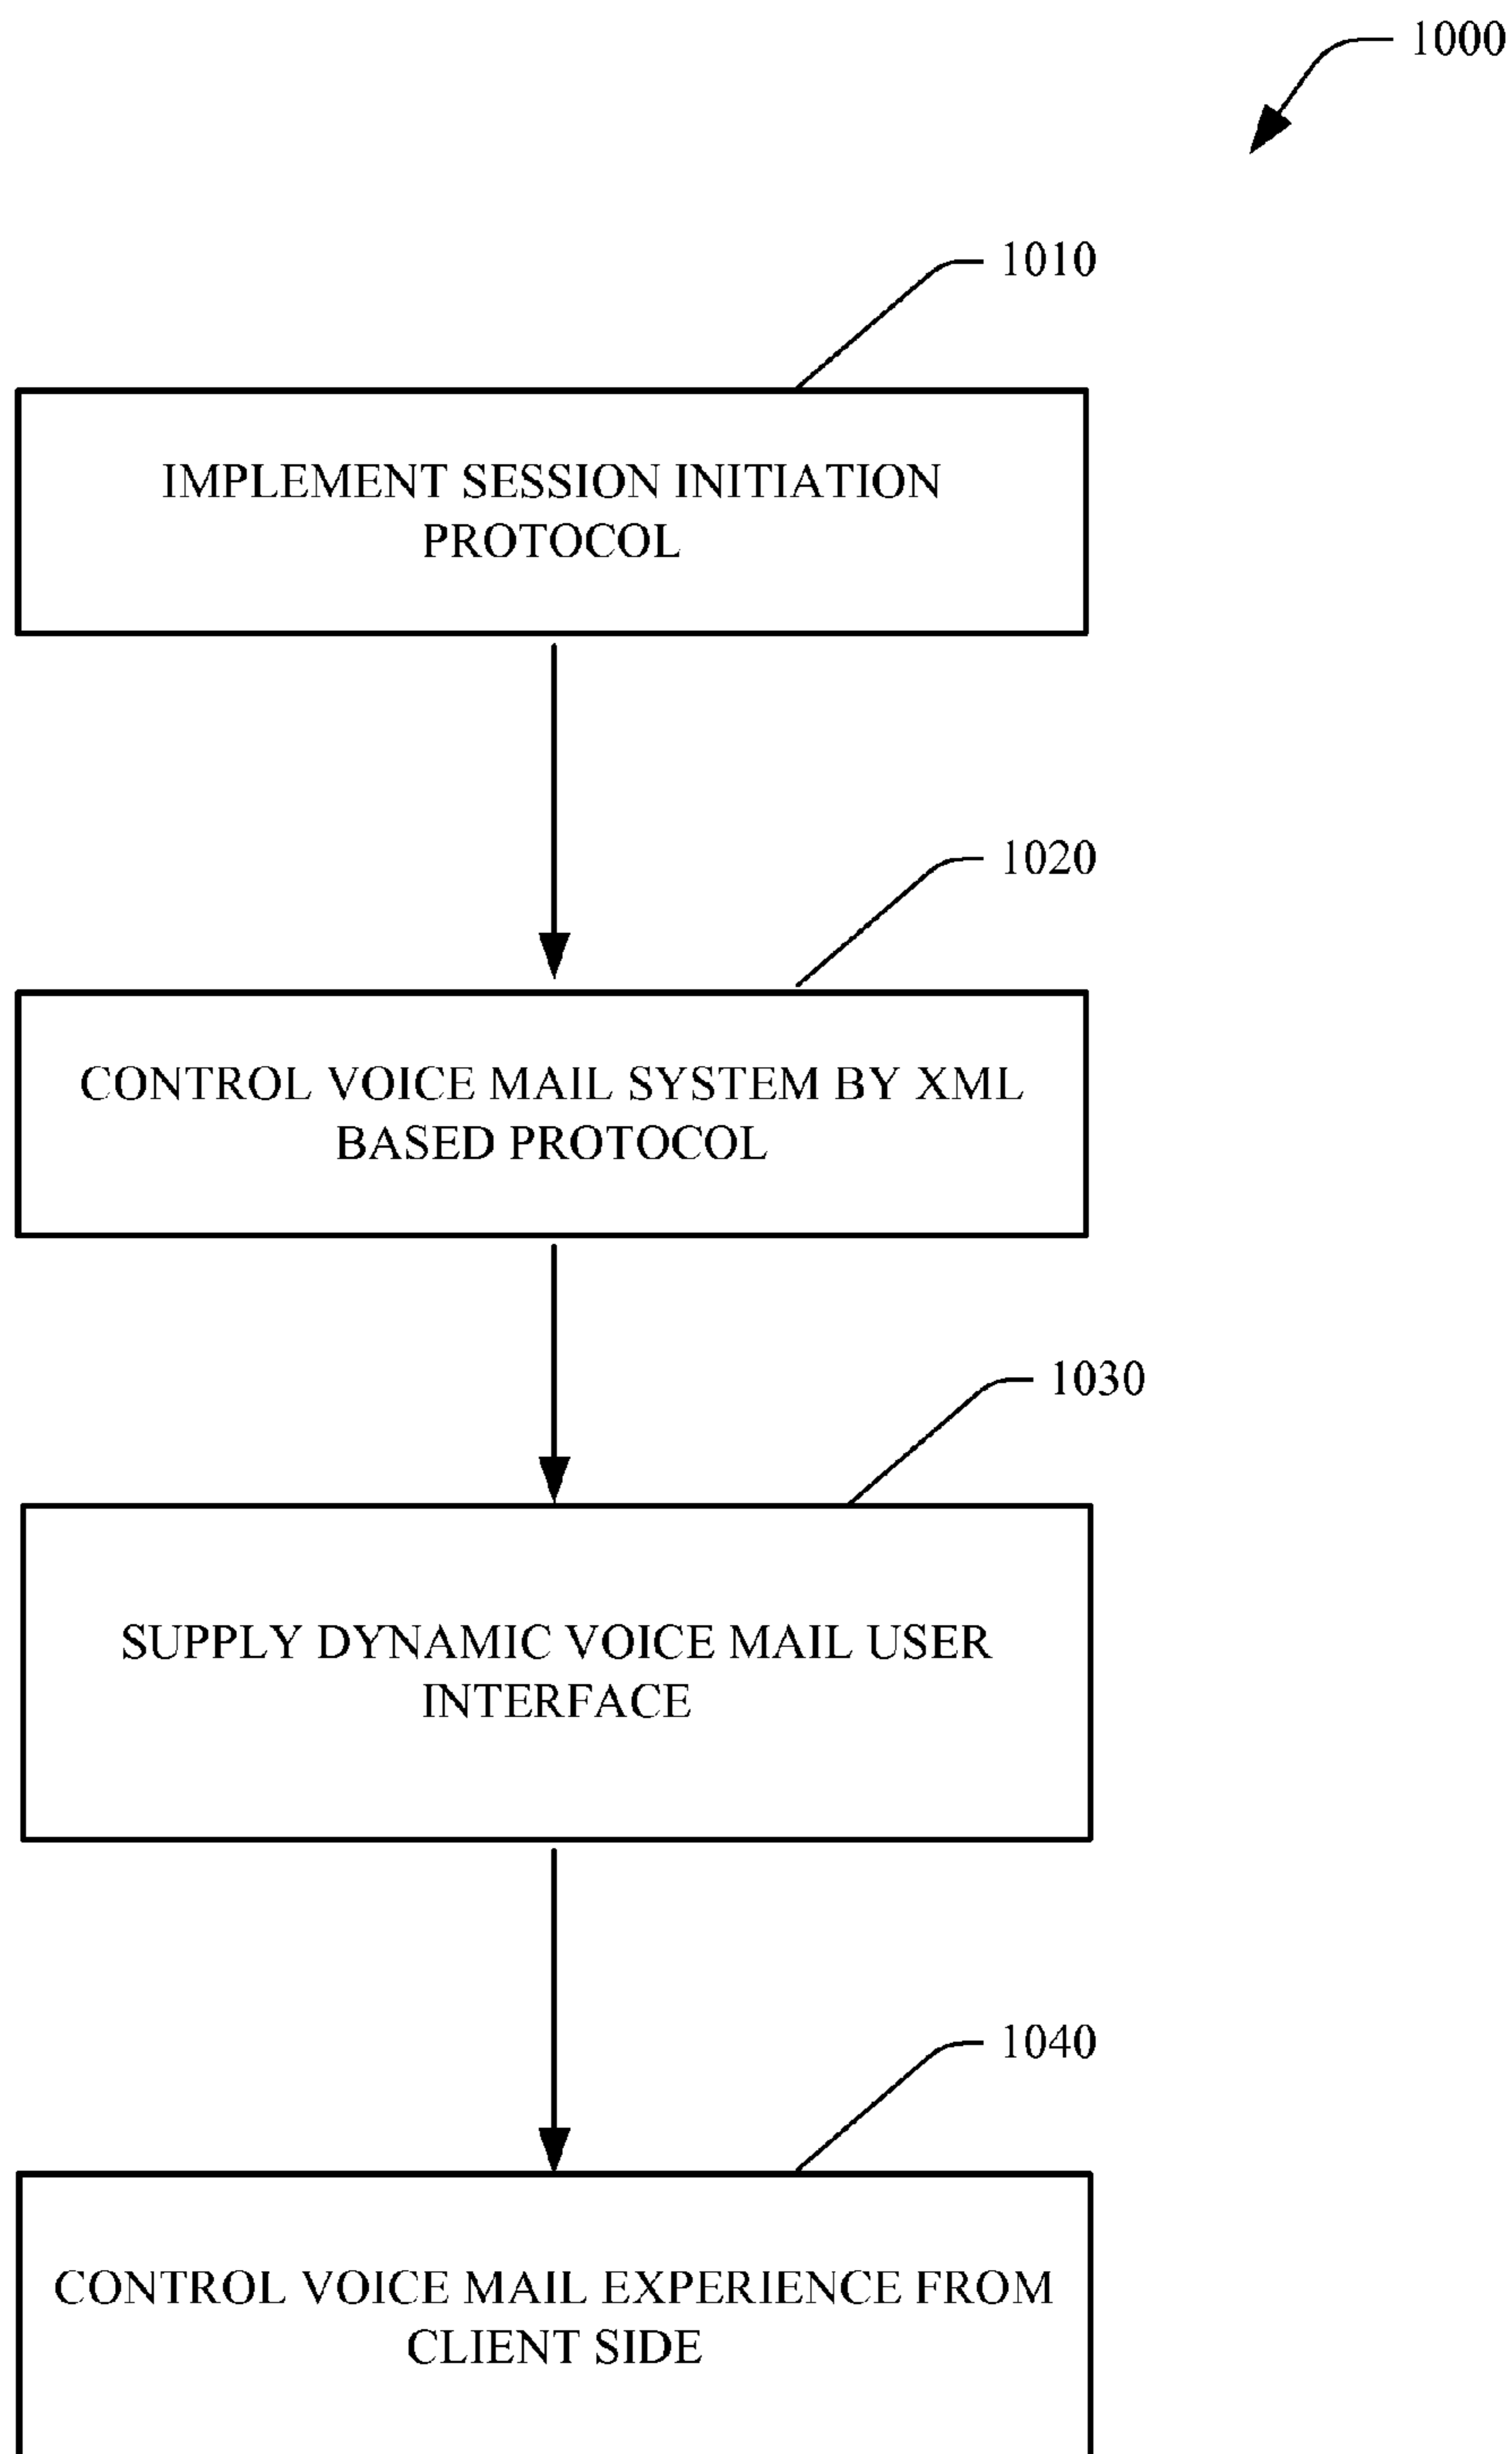 1000
1010
IMPLEMENT SESSION INITIATION
PROTOCOL
1020
CONTROL VOICE MAIL SYSTEM BY XML
BASED PROTOCOL
1030
SUPPLY DYNAMIC VOICE MAIL USER
INTERFACE
1040
CONTROL VOICE MAIL EXPERIENCE FROM
CLIENT SIDE